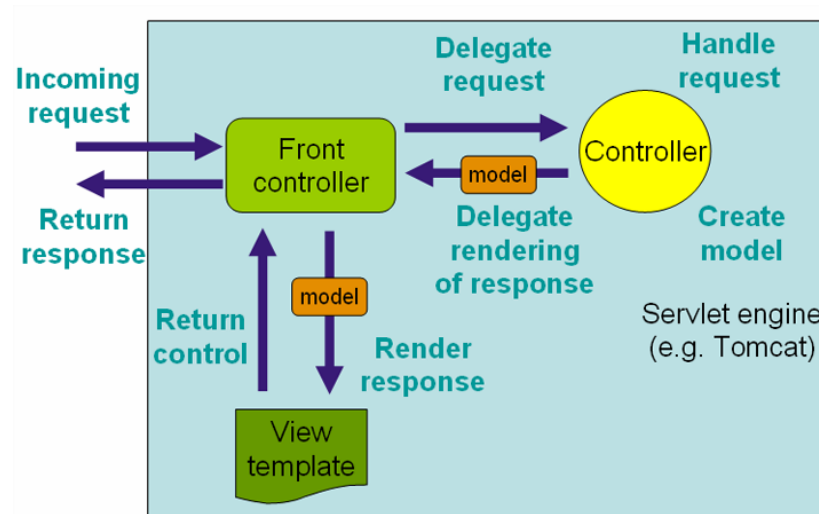 Incoming
request
Return
response
Front
controller
Delegate
request
Handle
request
Controller
model
Delegate
rendering
of response
Create
model
Servlet engine
(e.g. Tomcat)
model
Return
control
Render
response
View
template